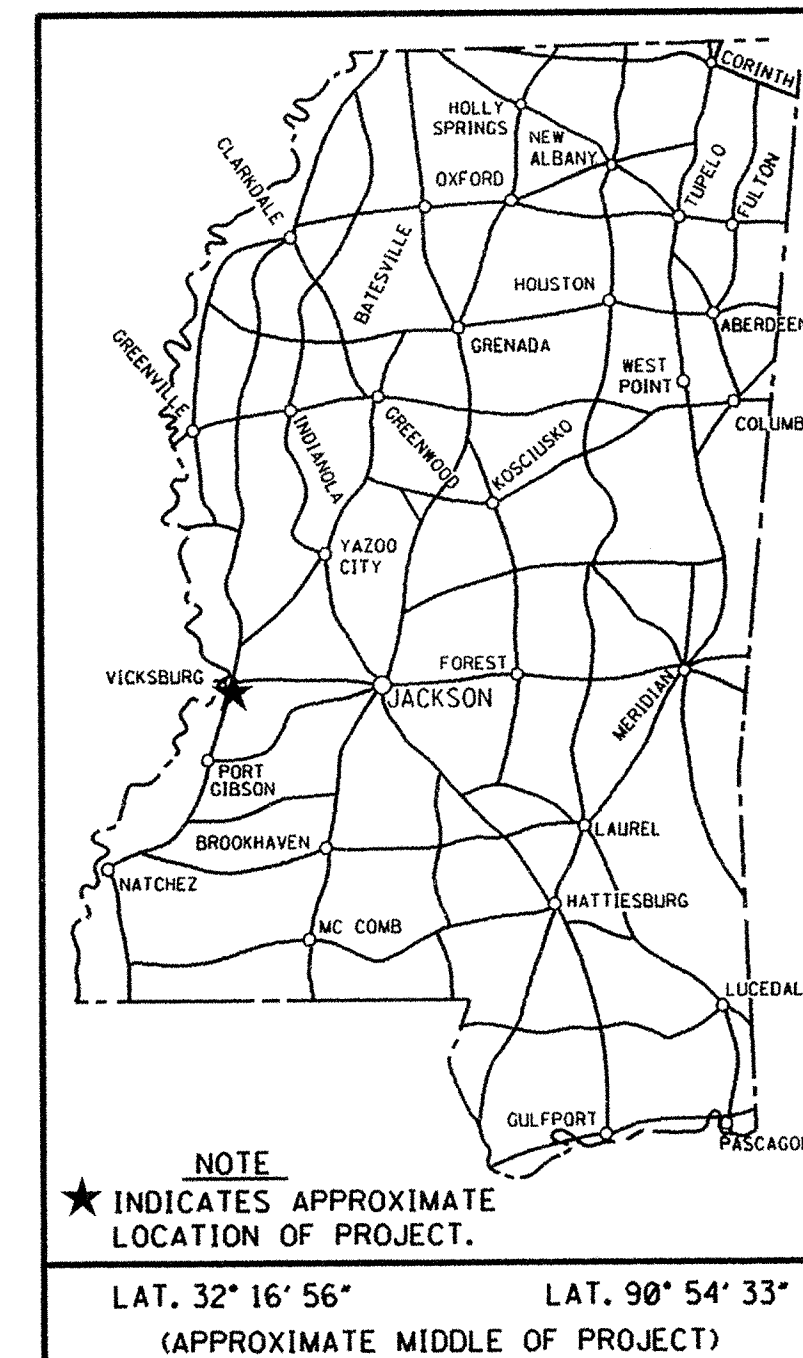 CORINTH
HOLLY
SPRINGS
NEW
ALBANY
CLARKDALE
OXFORD
TUPELO
FULTON
BATESVILLE
HOUSTON
ABERDEEN
GRENADA
GREENVILLE
WEST
POINT
COLUMB
INDIANOLA
GREENWOOD
KOSCIUSKO
YAZOO
CITY
VICKSBURG
FOREST
JACKSON
MERIDIAN
PORT
GIBSON
BROOKHAVEN
LAUREL
NATCHEZ
HATTIESBURG
MC COMB
LUCEDAL
GULFPORT
PASCAGO
NOTE
★ INDICATES APPROXIMATE
LOCATION OF PROJECT.
LAT. 32° 16' 56" LAT. 90° 54' 33"
(APPROXIMATE MIDDLE OF PROJECT)